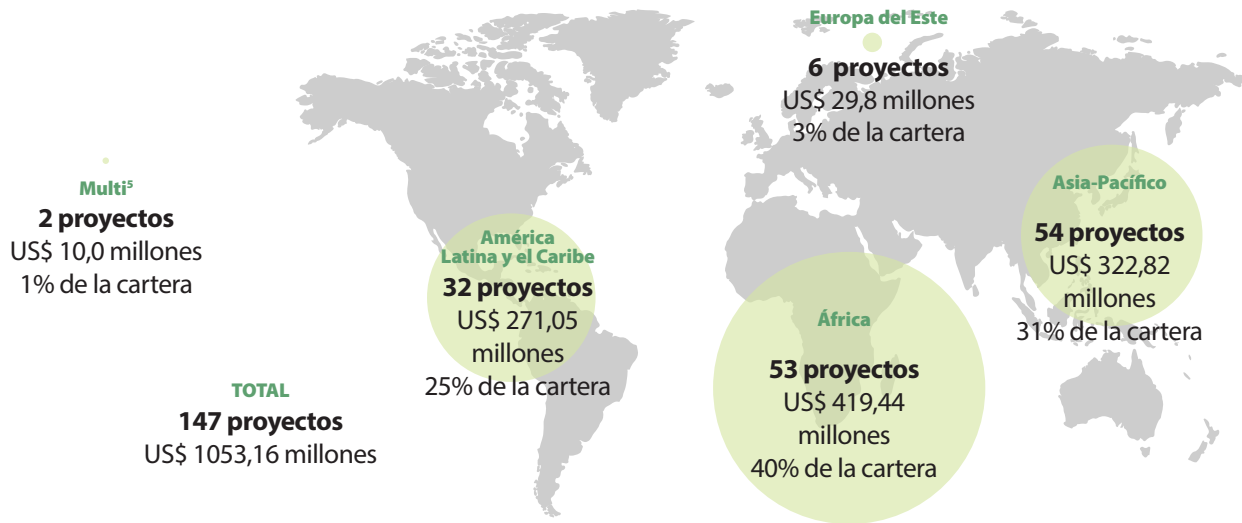 Europa del Este
6 proyectos
US$ 29,8 millones
3% de la cartera
Multi⁵
2 proyectos
US$ 10,0 millones
1% de la cartera
América
Latina y el Caribe
32 proyectos
US$ 271,05
millones
25% de la cartera
Asia-Pacífico
54 proyectos
US$ 322,82
millones
31% de la cartera
África
53 proyectos
US$ 419,44
millones
40% de la cartera
TOTAL
147 proyectos
US$ 1053,16 millones